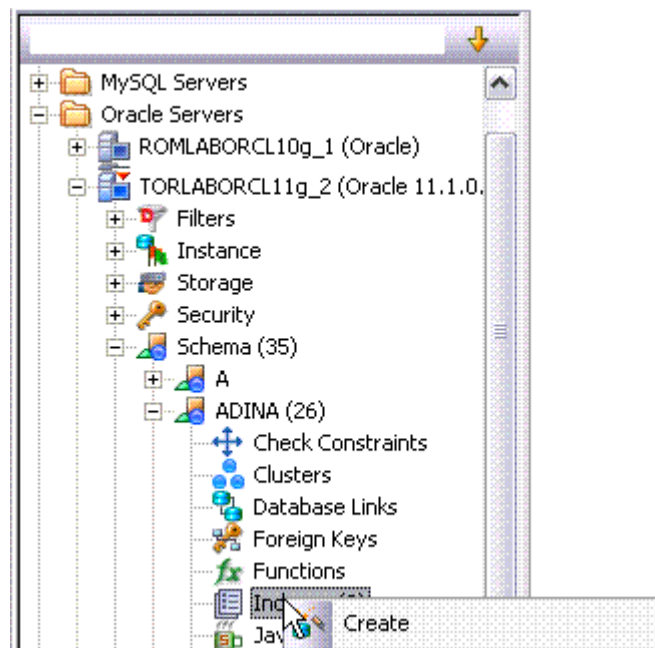 MySQL Servers
Oracle Servers
ROMLABORCL10g_1 (Oracle)
TORLABORCL11g_2 (Oracle 11.1.0.
Filters
Instance
Storage
Security
Schema (35)
A
ADINA (26)
Check Constraints
Clusters
Database Links
Foreign Keys
Functions
Create